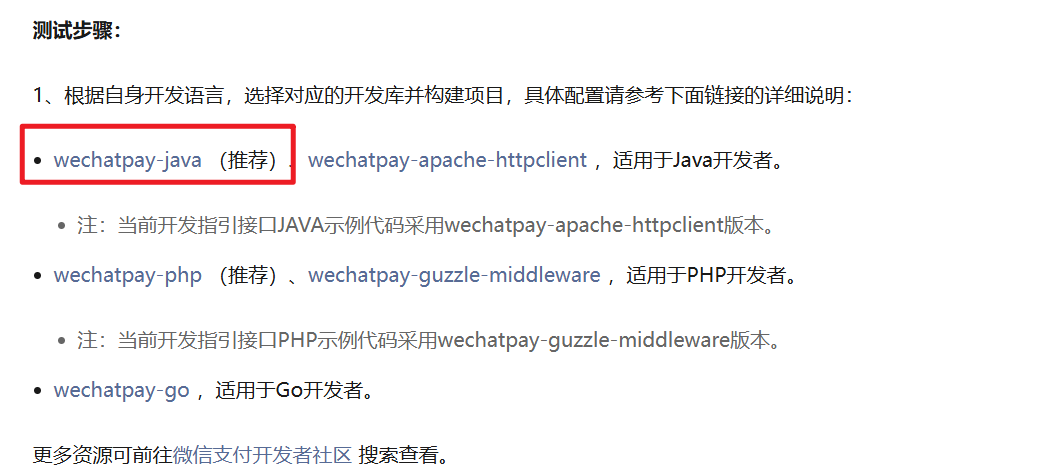 测试步骤：
1、根据自身开发语言，选择对应的开发库并构建项目，具体配置请参考下面链接的详细说明：
• wechatpay-java （推荐）、wechatpay-apache-httpclient ，适用于Java开发者。
• 注：当前开发指引接口JAVA示例代码采用wechatpay-apache-httpclient版本。
• wechatpay-php （推荐）、wechatpay-guzzle-middleware ，适用于PHP开发者。
• 注：当前开发指引接口PHP示例代码采用wechatpay-guzzle-middleware版本。
• wechatpay-go ，适用于Go开发者。
更多资源可前往微信支付开发者社区 搜索查看。